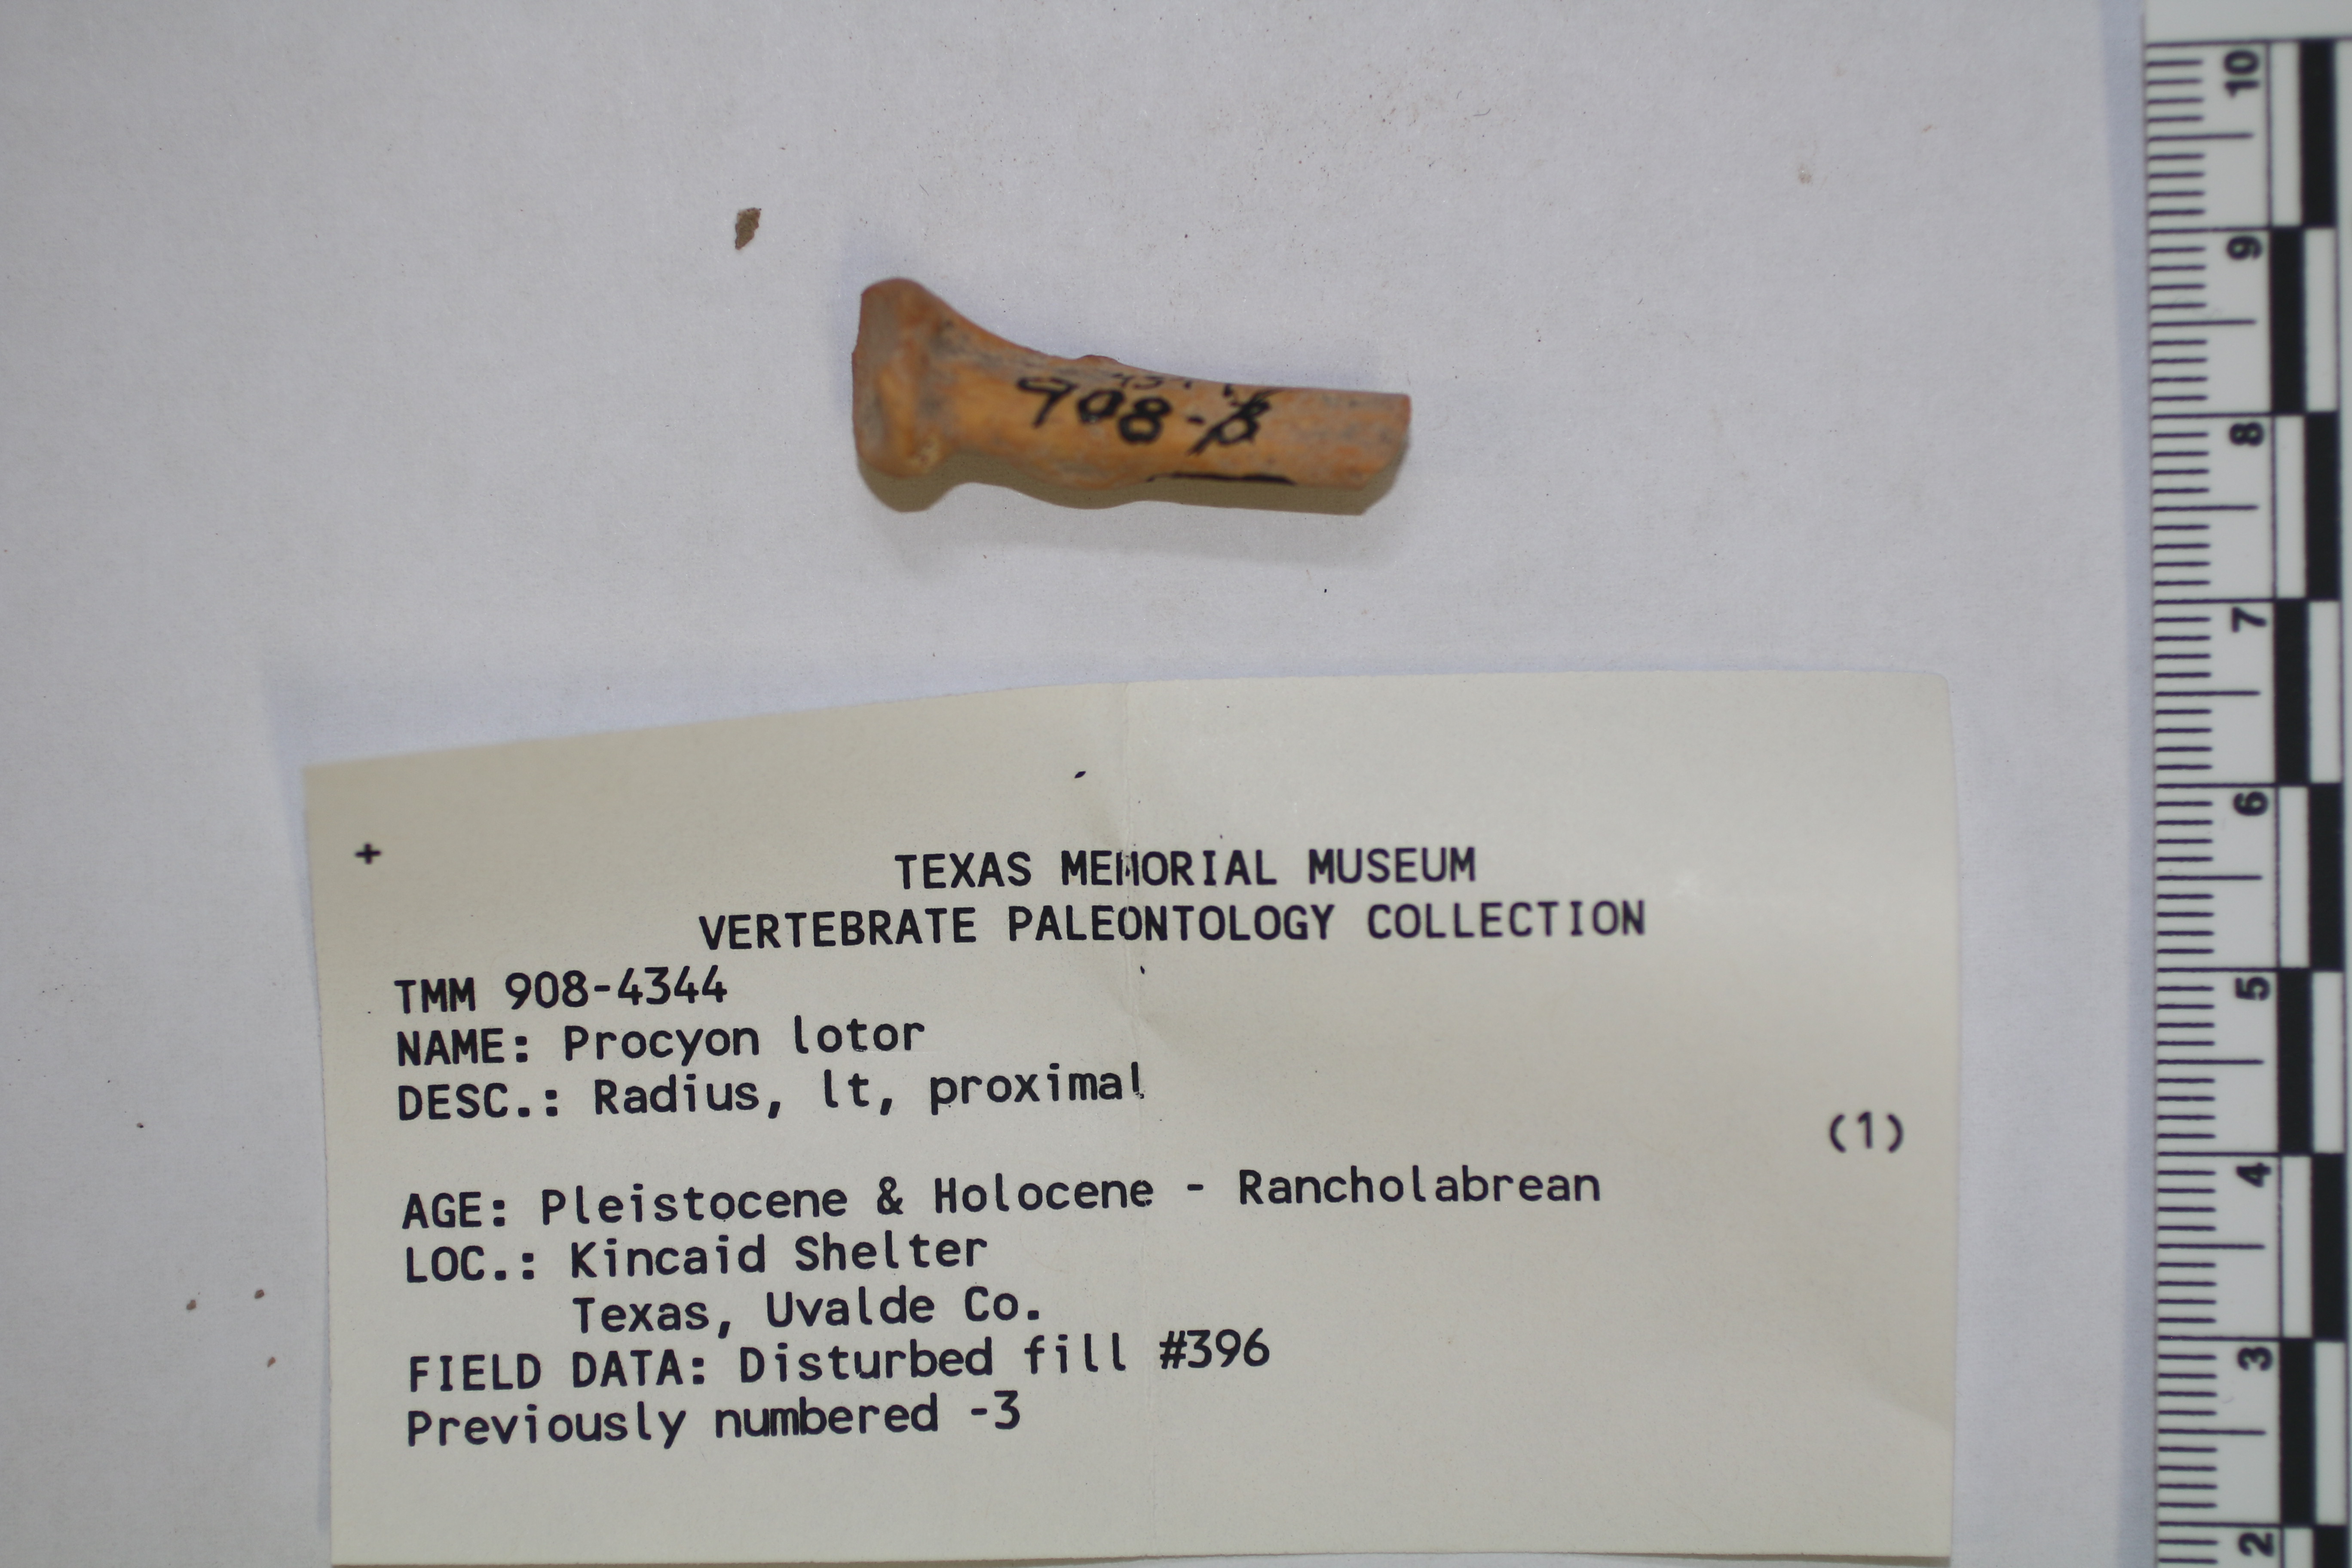 908-3
TEXAS MEMORIAL MUSEUM
VERTEBRATE PALEONTOLOGY COLLECTION
TMM 908-4344
NAME: Procyon lotor
DESC.: Radius, lt, proximal
(1)
AGE: Pleistocene & Holocene - Rancholabrean
LOC.: Kincaid Shelter
Texas, Uvalde Co.
FIELD DATA: Disturbed fill #396
Previously numbered -3
10
9
8
7
6
5
4
3
2